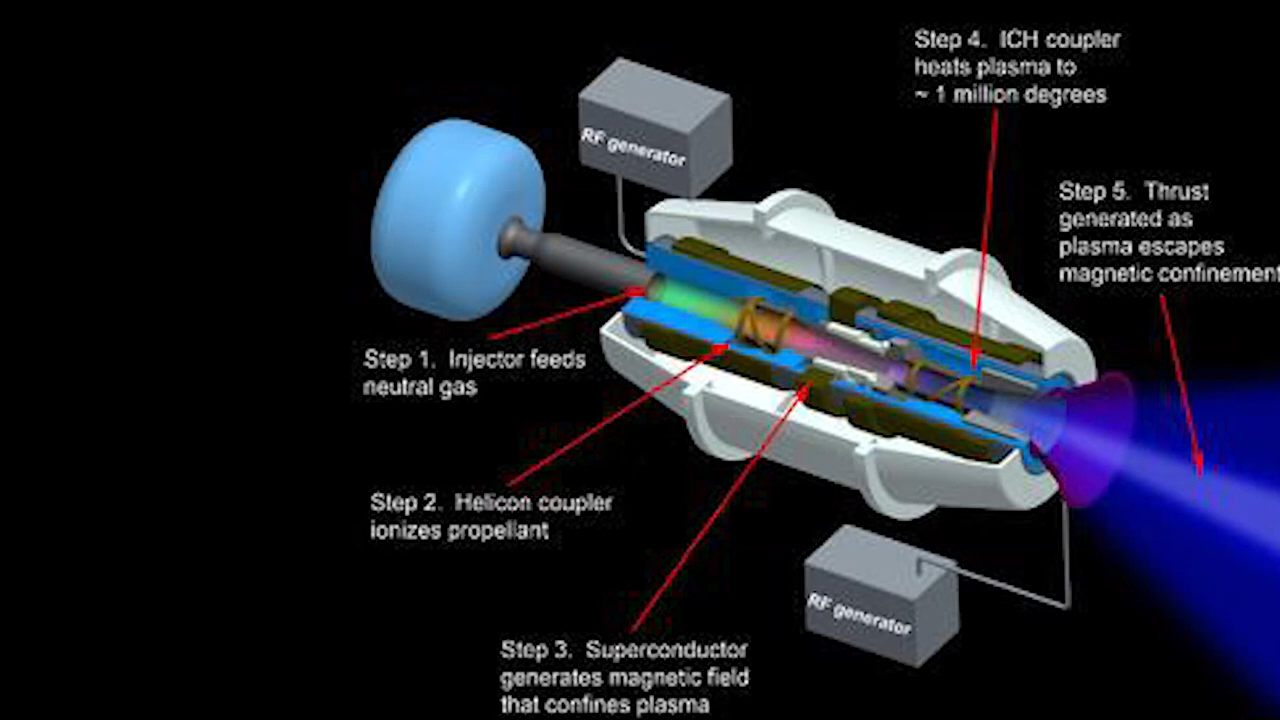 Step 4. ICH coupler
heats plasma to
~ 1 million degrees
RF generator
Step 5. Thrust
generated as
plasma escapes
magnetic confinement
Step 1. Injector feeds
neutral gas
Step 2. Helicon coupler
ionizes propellant
RF generator
Step 3. Superconductor
generates magnetic field
that confines plasma